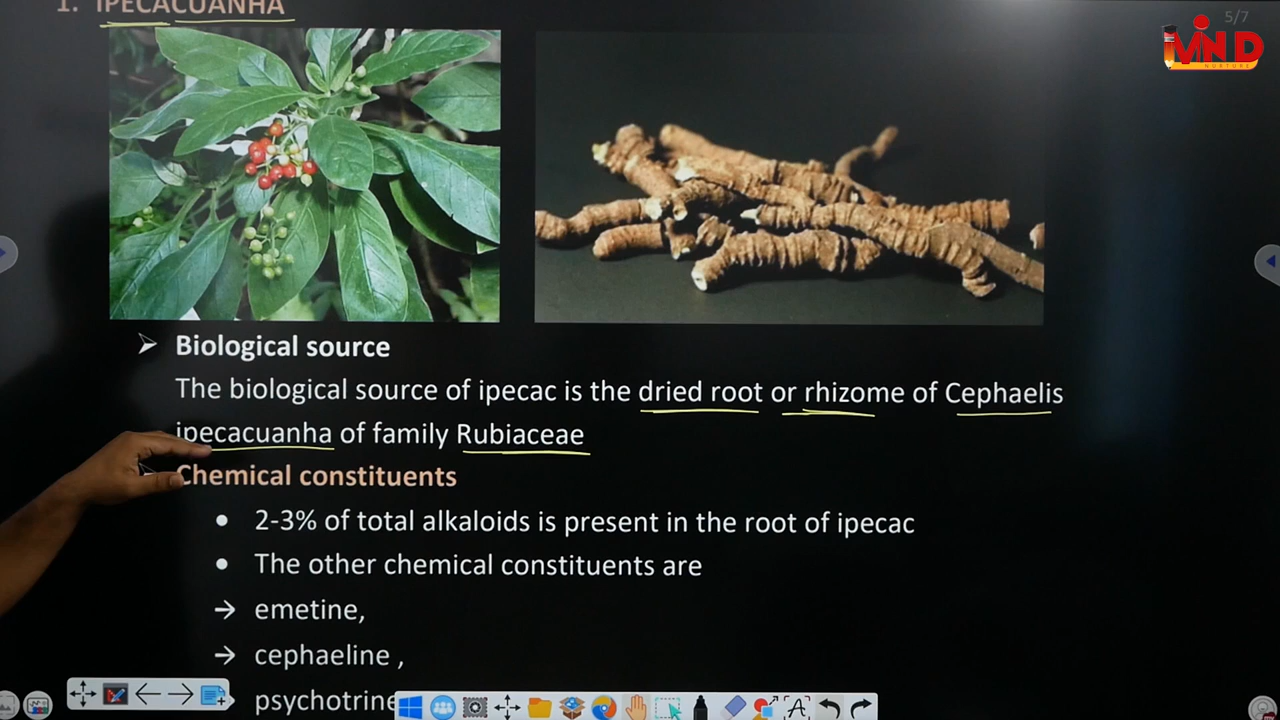 1. IPECACUANHA
5/7
MIND
NURTURE
Biological source
The biological source of ipecac is the dried root or rhizome of Cephaelis
ipecacuanha of family Rubiaceae
Chemical constituents
• 2-3% of total alkaloids is present in the root of ipecac
• The other chemical constituents are
→ emetine,
→ cephaeline ,
psychotrine